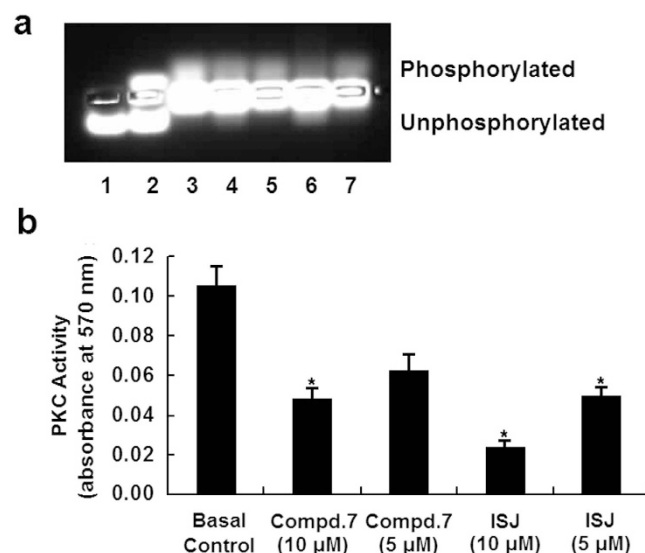 a
Phosphorylated
Unphosphorylated
1 2 3 4 5 6 7
b
PKC Activity
(absorbance at 570 nm)
0.12
0.10
0.08
0.06
0.04
0.02
0.00
* * *
Basal Control
Compd.7 (10 µM)
Compd.7 (5 µM)
ISJ (10 µM)
ISJ (5 µM)